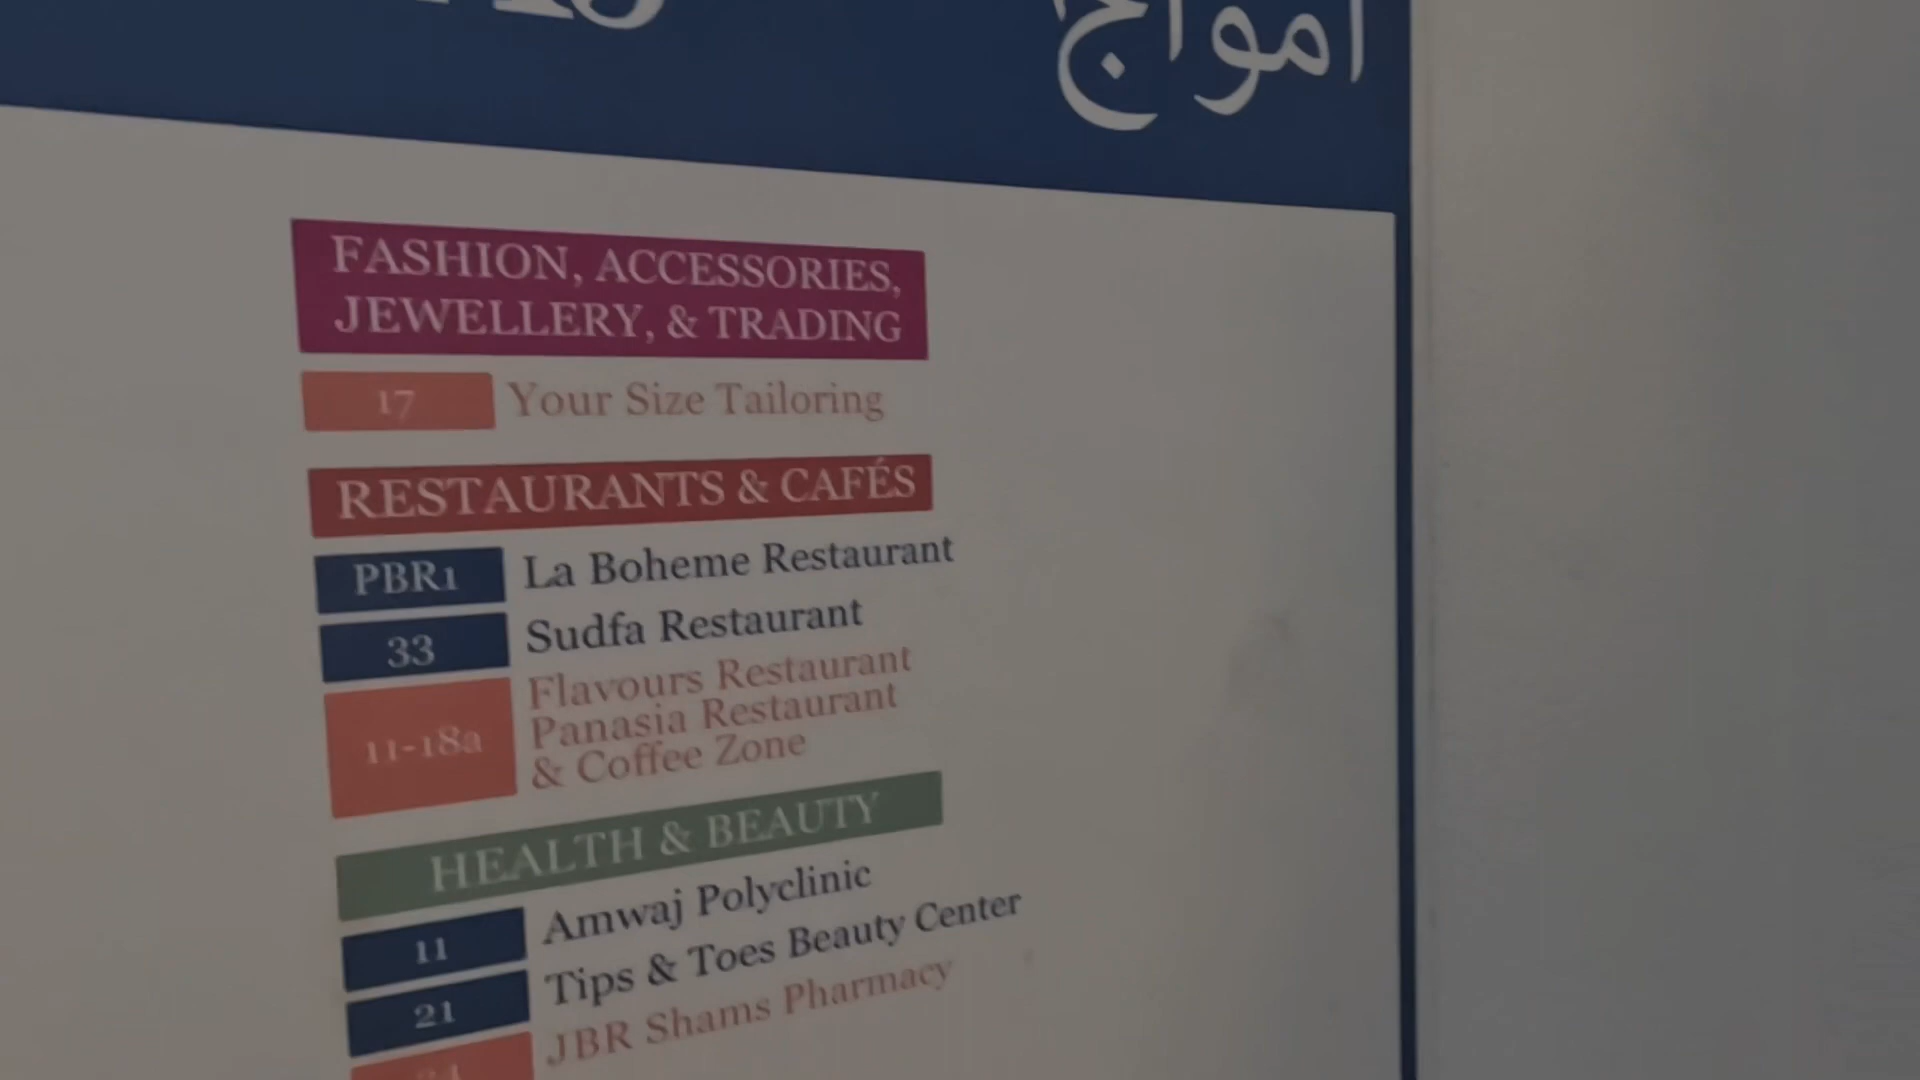 أمواج
FASHION, ACCESSORIES,
JEWELLERY, & TRADING
17 Your Size Tailoring
RESTAURANTS & CAFÉS
PBR1 La Boheme Restaurant
33 Sudfa Restaurant
Flavours Restaurant
11-18a Panasia Restaurant
& Coffee Zone
HEALTH & BEAUTY
11 Amwaj Polyclinic
21 Tips & Toes Beauty Center
JBR Shams Pharmacy